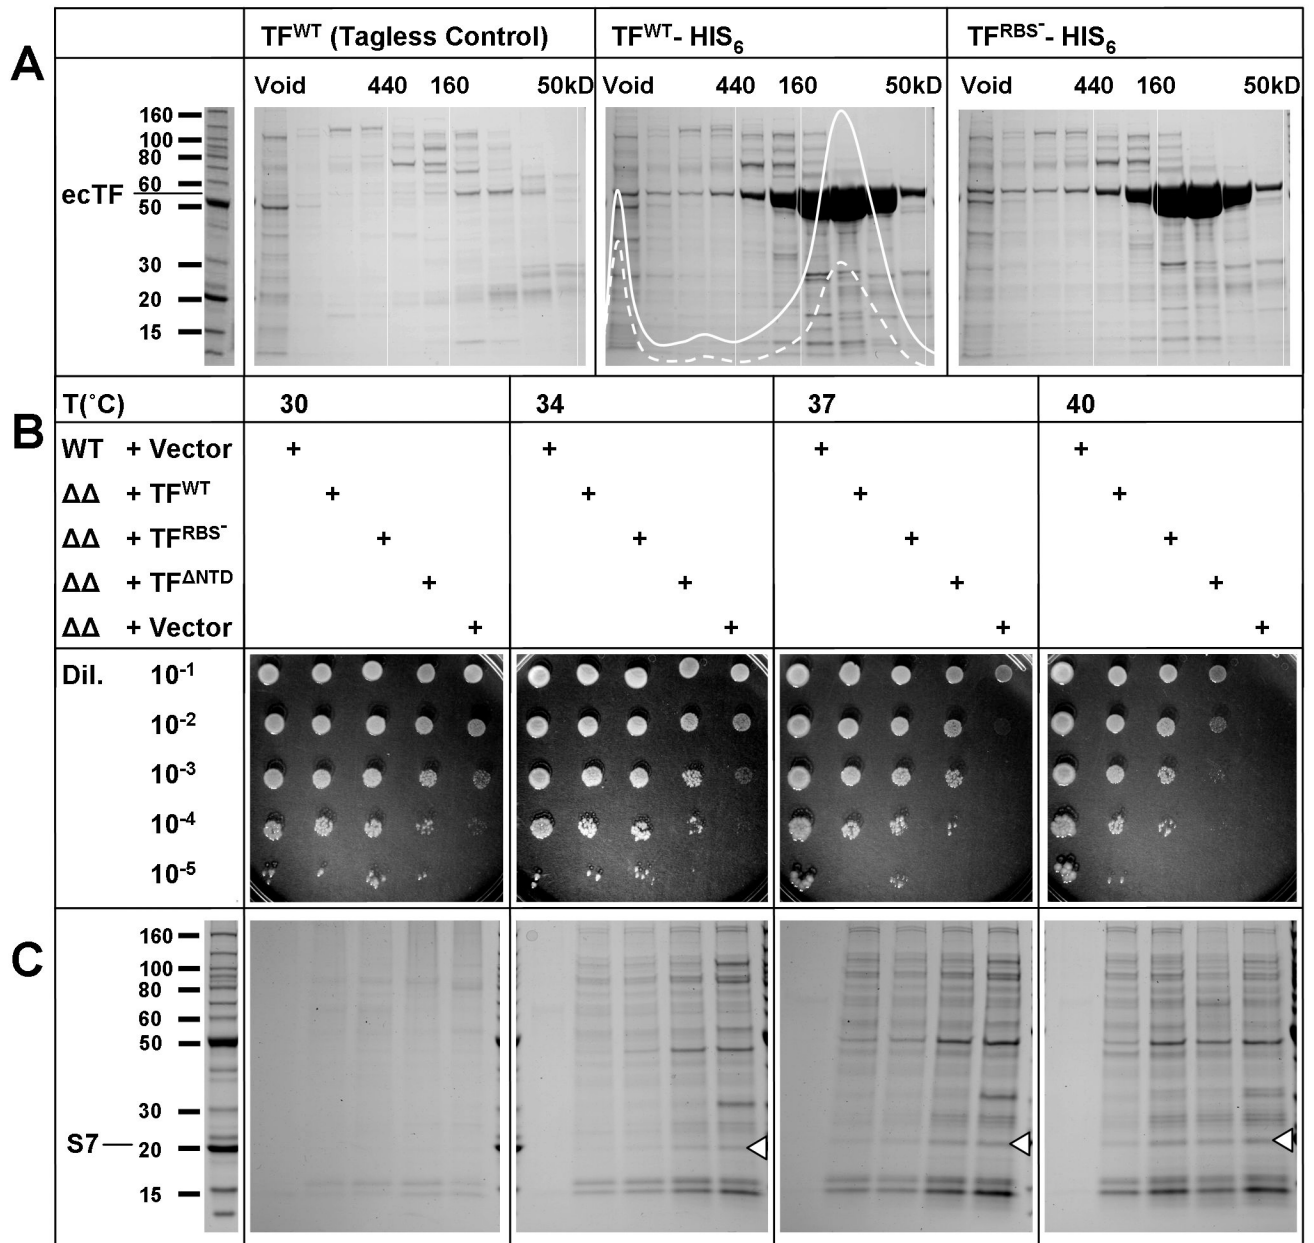 A
TF^WT (Tagless Control)
TF^WT- HIS₆
TF^RBS⁻- HIS₆
Void 440 160 50kD
Void 440 160 50kD
Void 440 160 50kD
160
100
80
60
ecTF
50
30
20
15
B
T(˚C) 30 34 37 40
WT + Vector + + + +
ΔΔ + TF^WT + + + +
ΔΔ + TF^RBS⁻ + + + +
ΔΔ + TF^ΔNTD + + + +
ΔΔ + Vector + + + +
Dil. 10⁻¹
10⁻²
10⁻³
10⁻⁴
10⁻⁵
C
160
100
80
60
50
30
S7 20
15